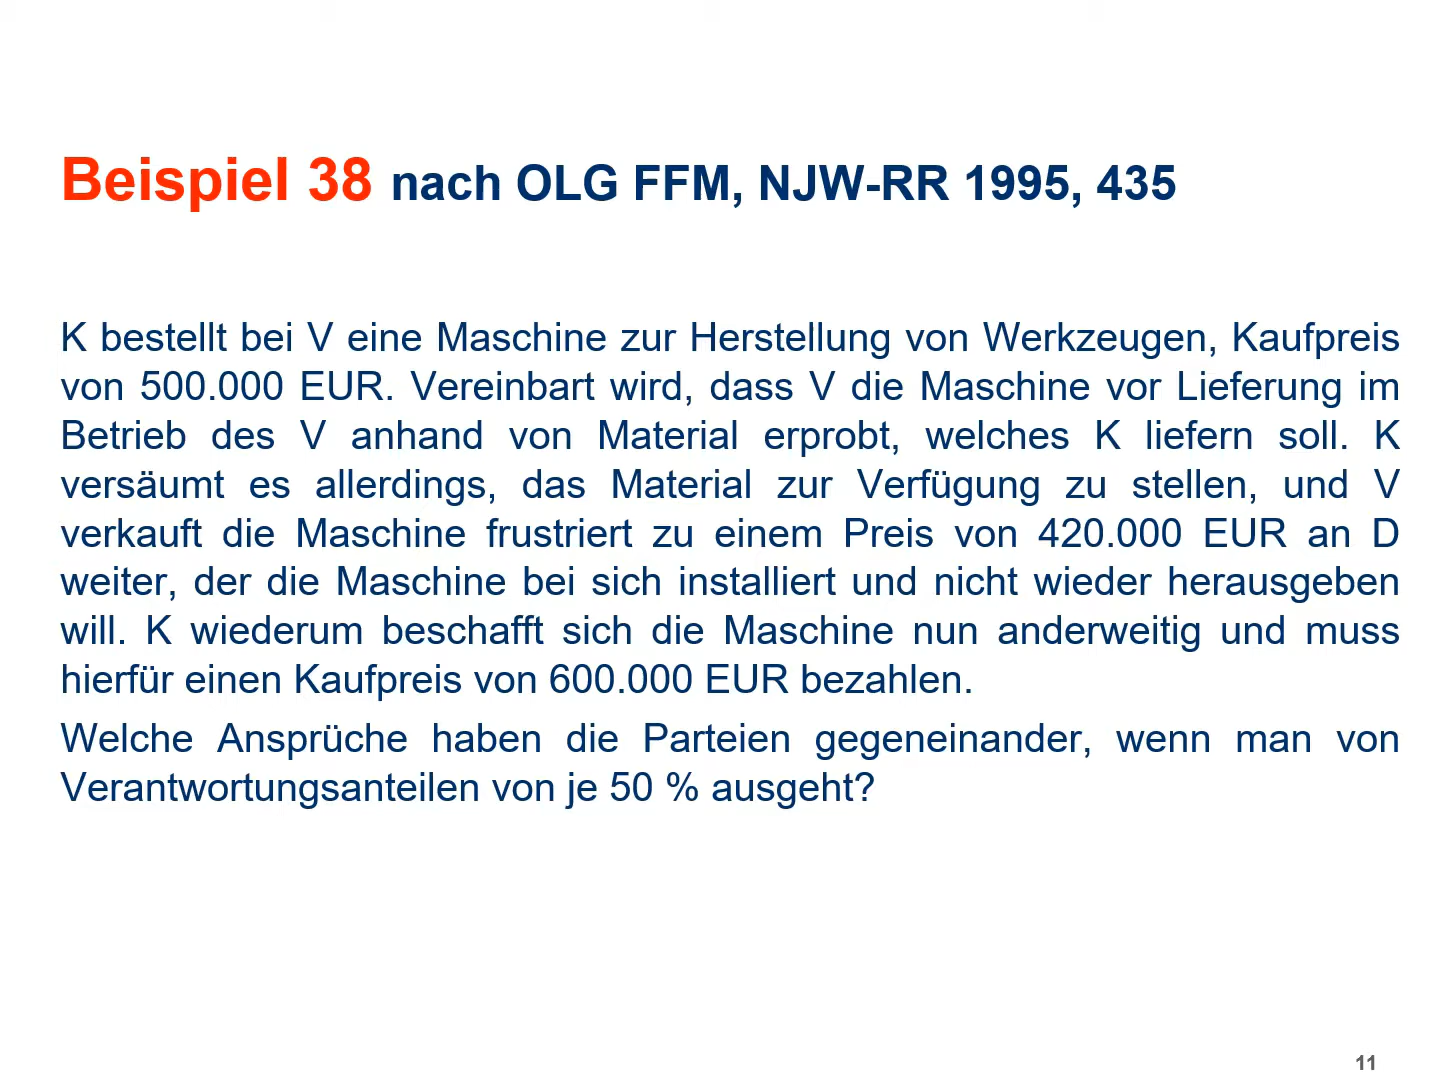 Beispiel 38 nach OLG FFM, NJW-RR 1995, 435
K bestellt bei V eine Maschine zur Herstellung von Werkzeugen, Kaufpreis
von 500.000 EUR. Vereinbart wird, dass V die Maschine vor Lieferung im
Betrieb des V anhand von Material erprobt, welches K liefern soll. K
versäumt es allerdings, das Material zur Verfügung zu stellen, und V
verkauft die Maschine frustriert zu einem Preis von 420.000 EUR an D
weiter, der die Maschine bei sich installiert und nicht wieder herausgeben
will. K wiederum beschafft sich die Maschine nun anderweitig und muss
hierfür einen Kaufpreis von 600.000 EUR bezahlen.
Welche Ansprüche haben die Parteien gegeneinander, wenn man von
Verantwortungsanteilen von je 50 % ausgeht?
11